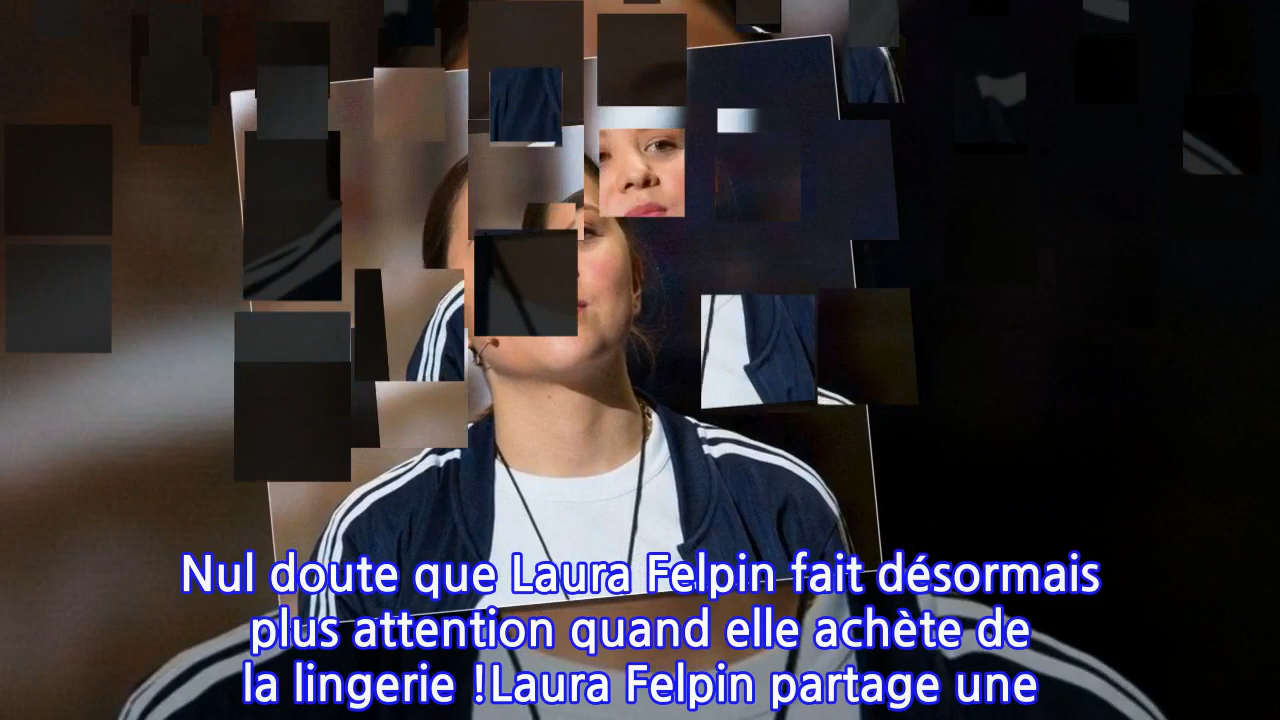 Nul doute que Laura Felpin fait désormais
plus attention quand elle achète de
la lingerie !Laura Felpin partage une